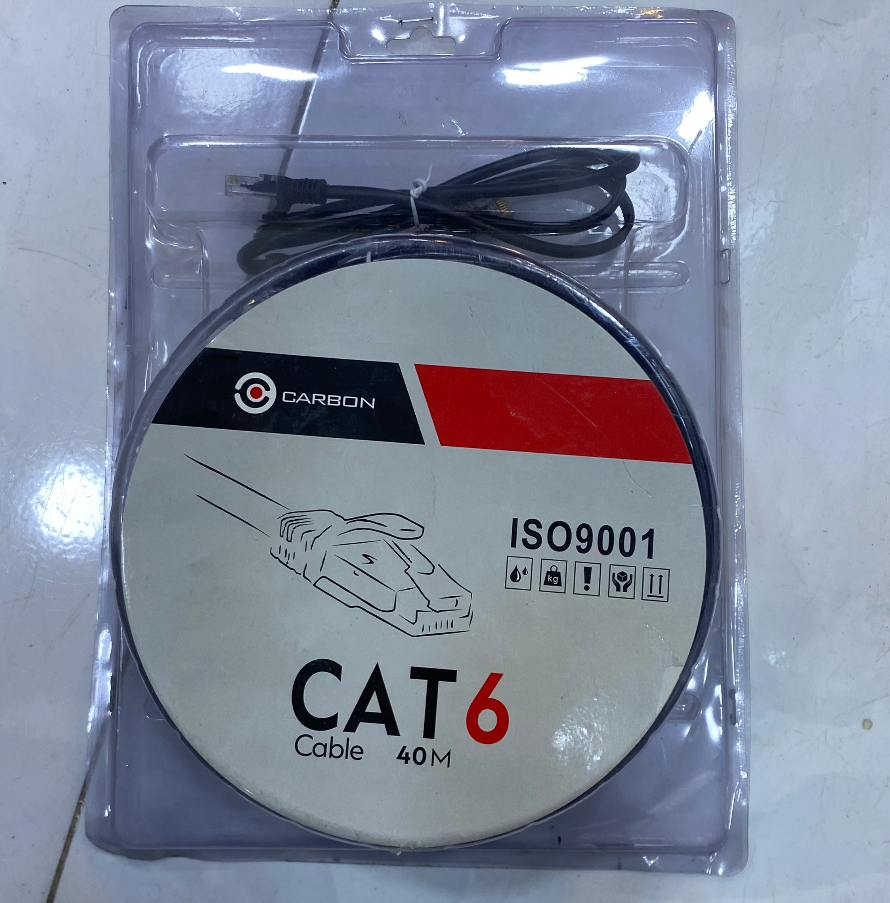 CARBON
ISO9001
kg
CAT6
Cable 40M